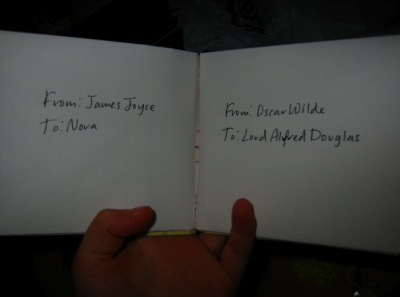 From: James Joyce
To: Nora
From: Oscar Wilde
To: Lord Alfred Douglas